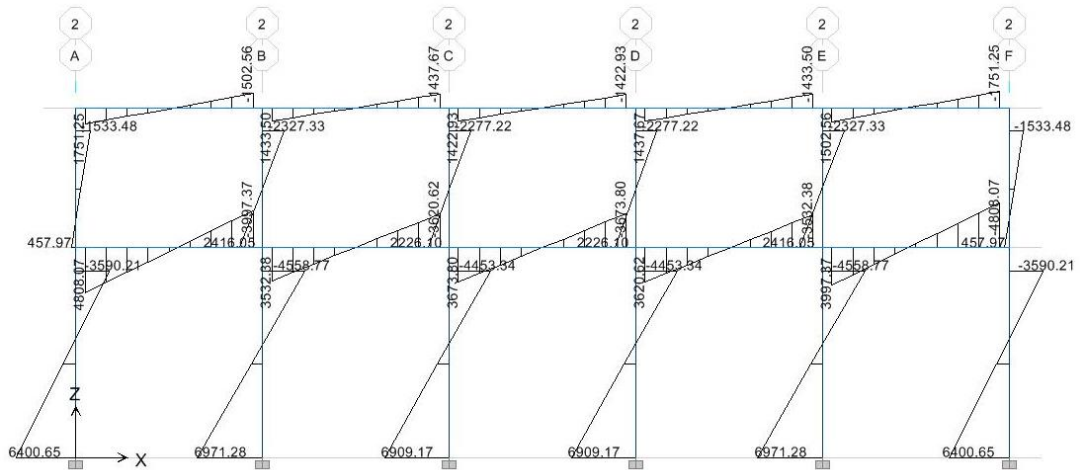 2 2 2 2 2 2
A B C D E F
-1502.56 -1437.67 -1422.93 -1433.50 -1751.25
1533.48 -2327.33 -2277.22 -2277.22 -2327.33 -1533.48
1751.25 1433.50 1422.93 1437.67 1502.56
-3997.37 -3620.62 -3673.80 -3532.38 -4808.07
457.97 2416.05 2226.10 2226.10 2416.05 457.97
-3590.21 -4558.77 -4453.34 -4453.34 -4558.77 -3590.21
4808.07 3532.38 3673.80 3620.62 3997.37
Z
X
6400.65 6971.28 6909.17 6909.17 6971.28 6400.65